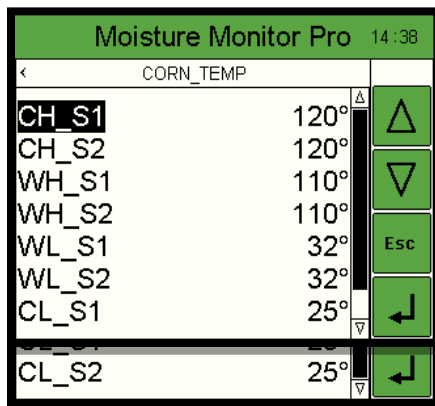 Moisture Monitor Pro 14:38
< CORN_TEMP
CH_S1 120°
CH_S2 120°
WH_S1 110°
WH_S2 110°
WL_S1 32°
WL_S2 32°
Esc
CL_S1 25°
CL_S2 25°